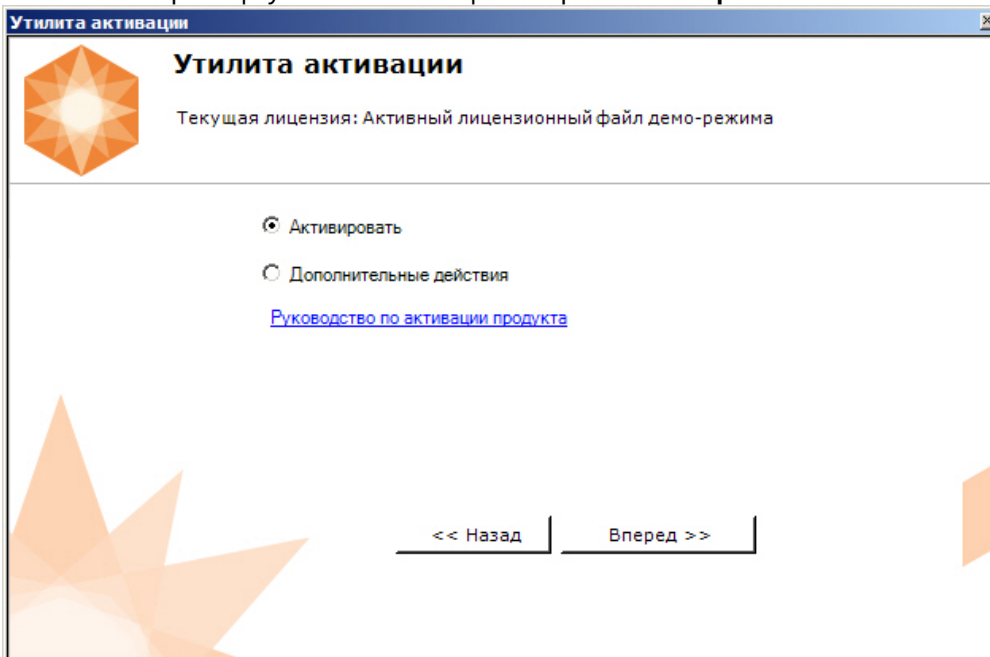 Утилита активации
Утилита активации
Текущая лицензия: Активный лицензионный файл демо-режима
Активировать
Дополнительные действия
Руководство по активации продукта
<< Назад
Вперед >>